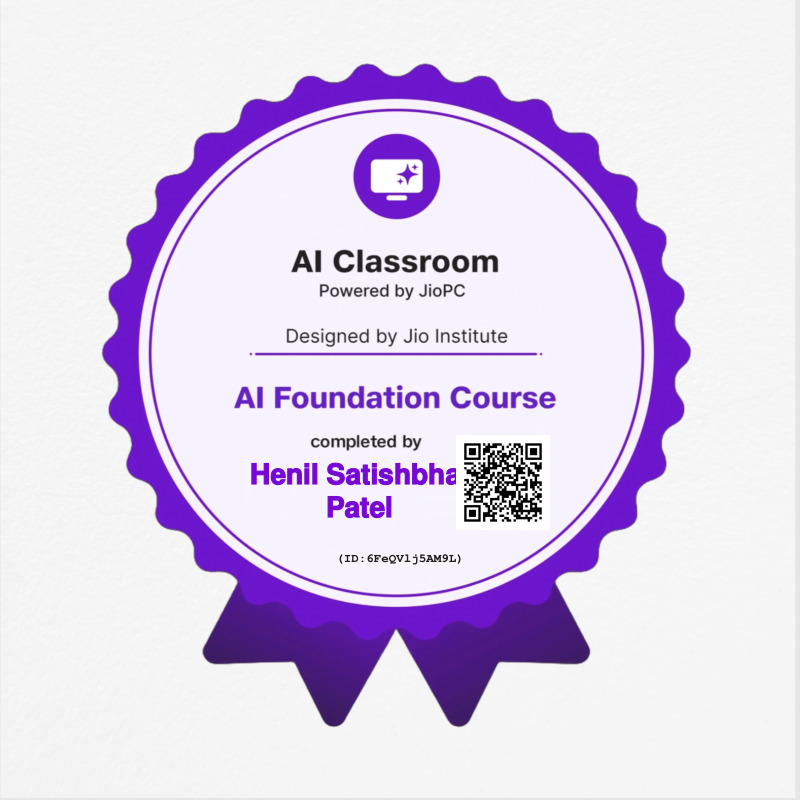 AI Classroom
Powered by JioPC
Designed by Jio Institute
AI Foundation Course
completed by
Henil Satishbha
Patel
(ID:6FeQVlj5AM9L)